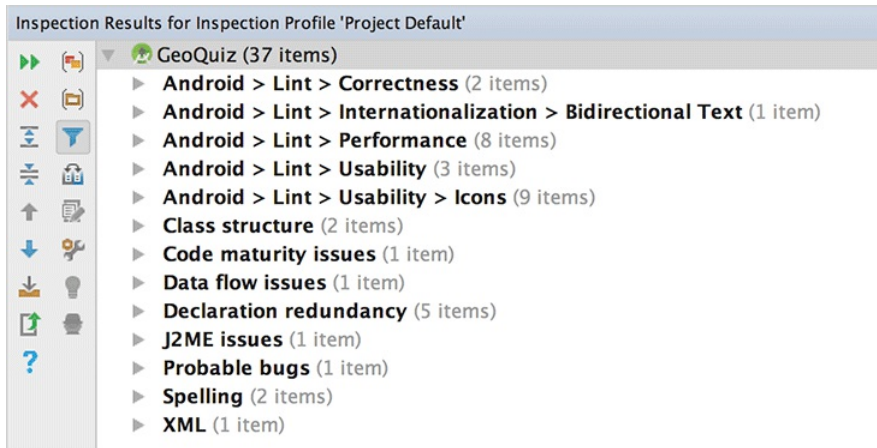 Inspection Results for Inspection Profile 'Project Default'
GeoQuiz (37 items)
Android > Lint > Correctness (2 items)
Android > Lint > Internationalization > Bidirectional Text (1 item)
Android > Lint > Performance (8 items)
Android > Lint > Usability (3 items)
Android > Lint > Usability > Icons (9 items)
Class structure (2 items)
Code maturity issues (1 item)
Data flow issues (1 item)
Declaration redundancy (5 items)
J2ME issues (1 item)
Probable bugs (1 item)
Spelling (2 items)
XML (1 item)